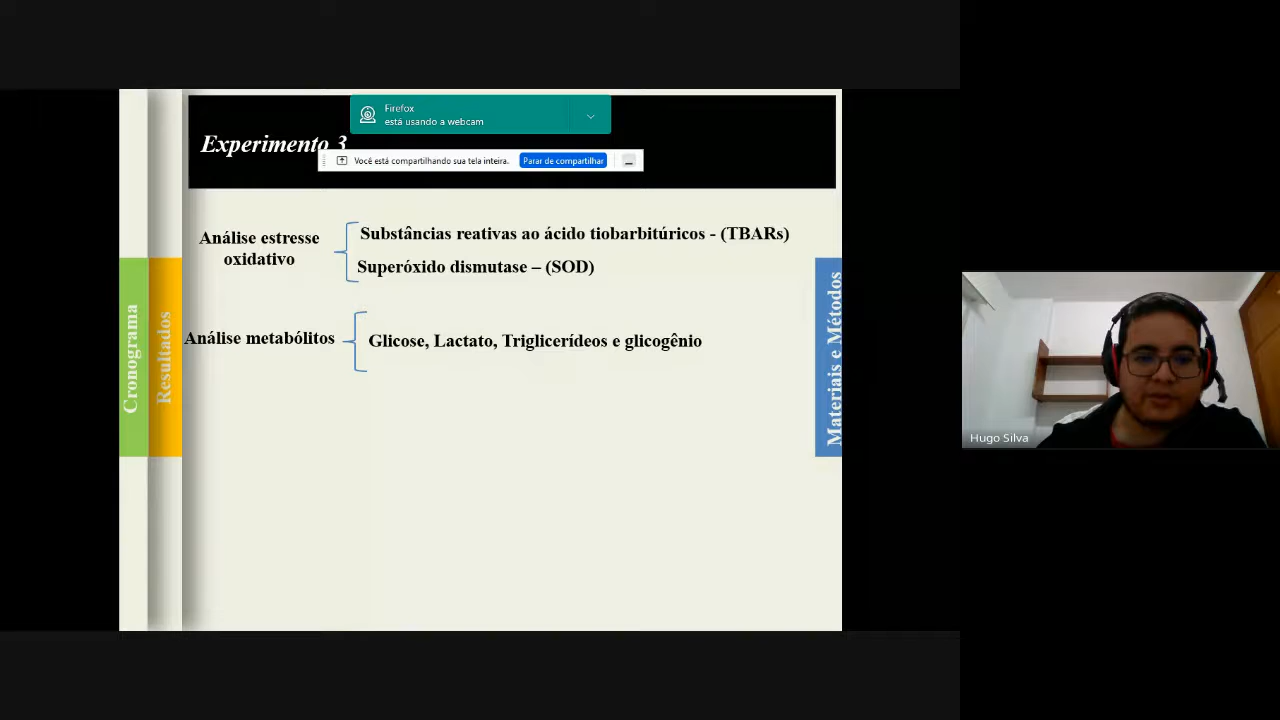 Firefox
está usando a webcam
Experimento 3
Você está compartilhando sua tela inteira.
Parar de compartilhar
Análise estresse
oxidativo
Substâncias reativas ao ácido tiobarbitúricos - (TBARs)
Superóxido dismutase – (SOD)
Análise metabólitos
Glicose, Lactato, Triglicerídeos e glicogênio
Cronograma
Resultados
Materiais e Métodos
Hugo Silva